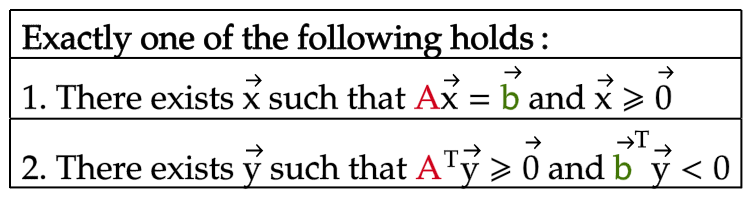 Exactly one of the following holds :
1. There exists x⃗ such that Ax⃗ = b⃗ and x⃗ ⩾ 0⃗
2. There exists y⃗ such that Aᵀy⃗ ⩾ 0⃗ and b⃗ᵀy⃗ < 0